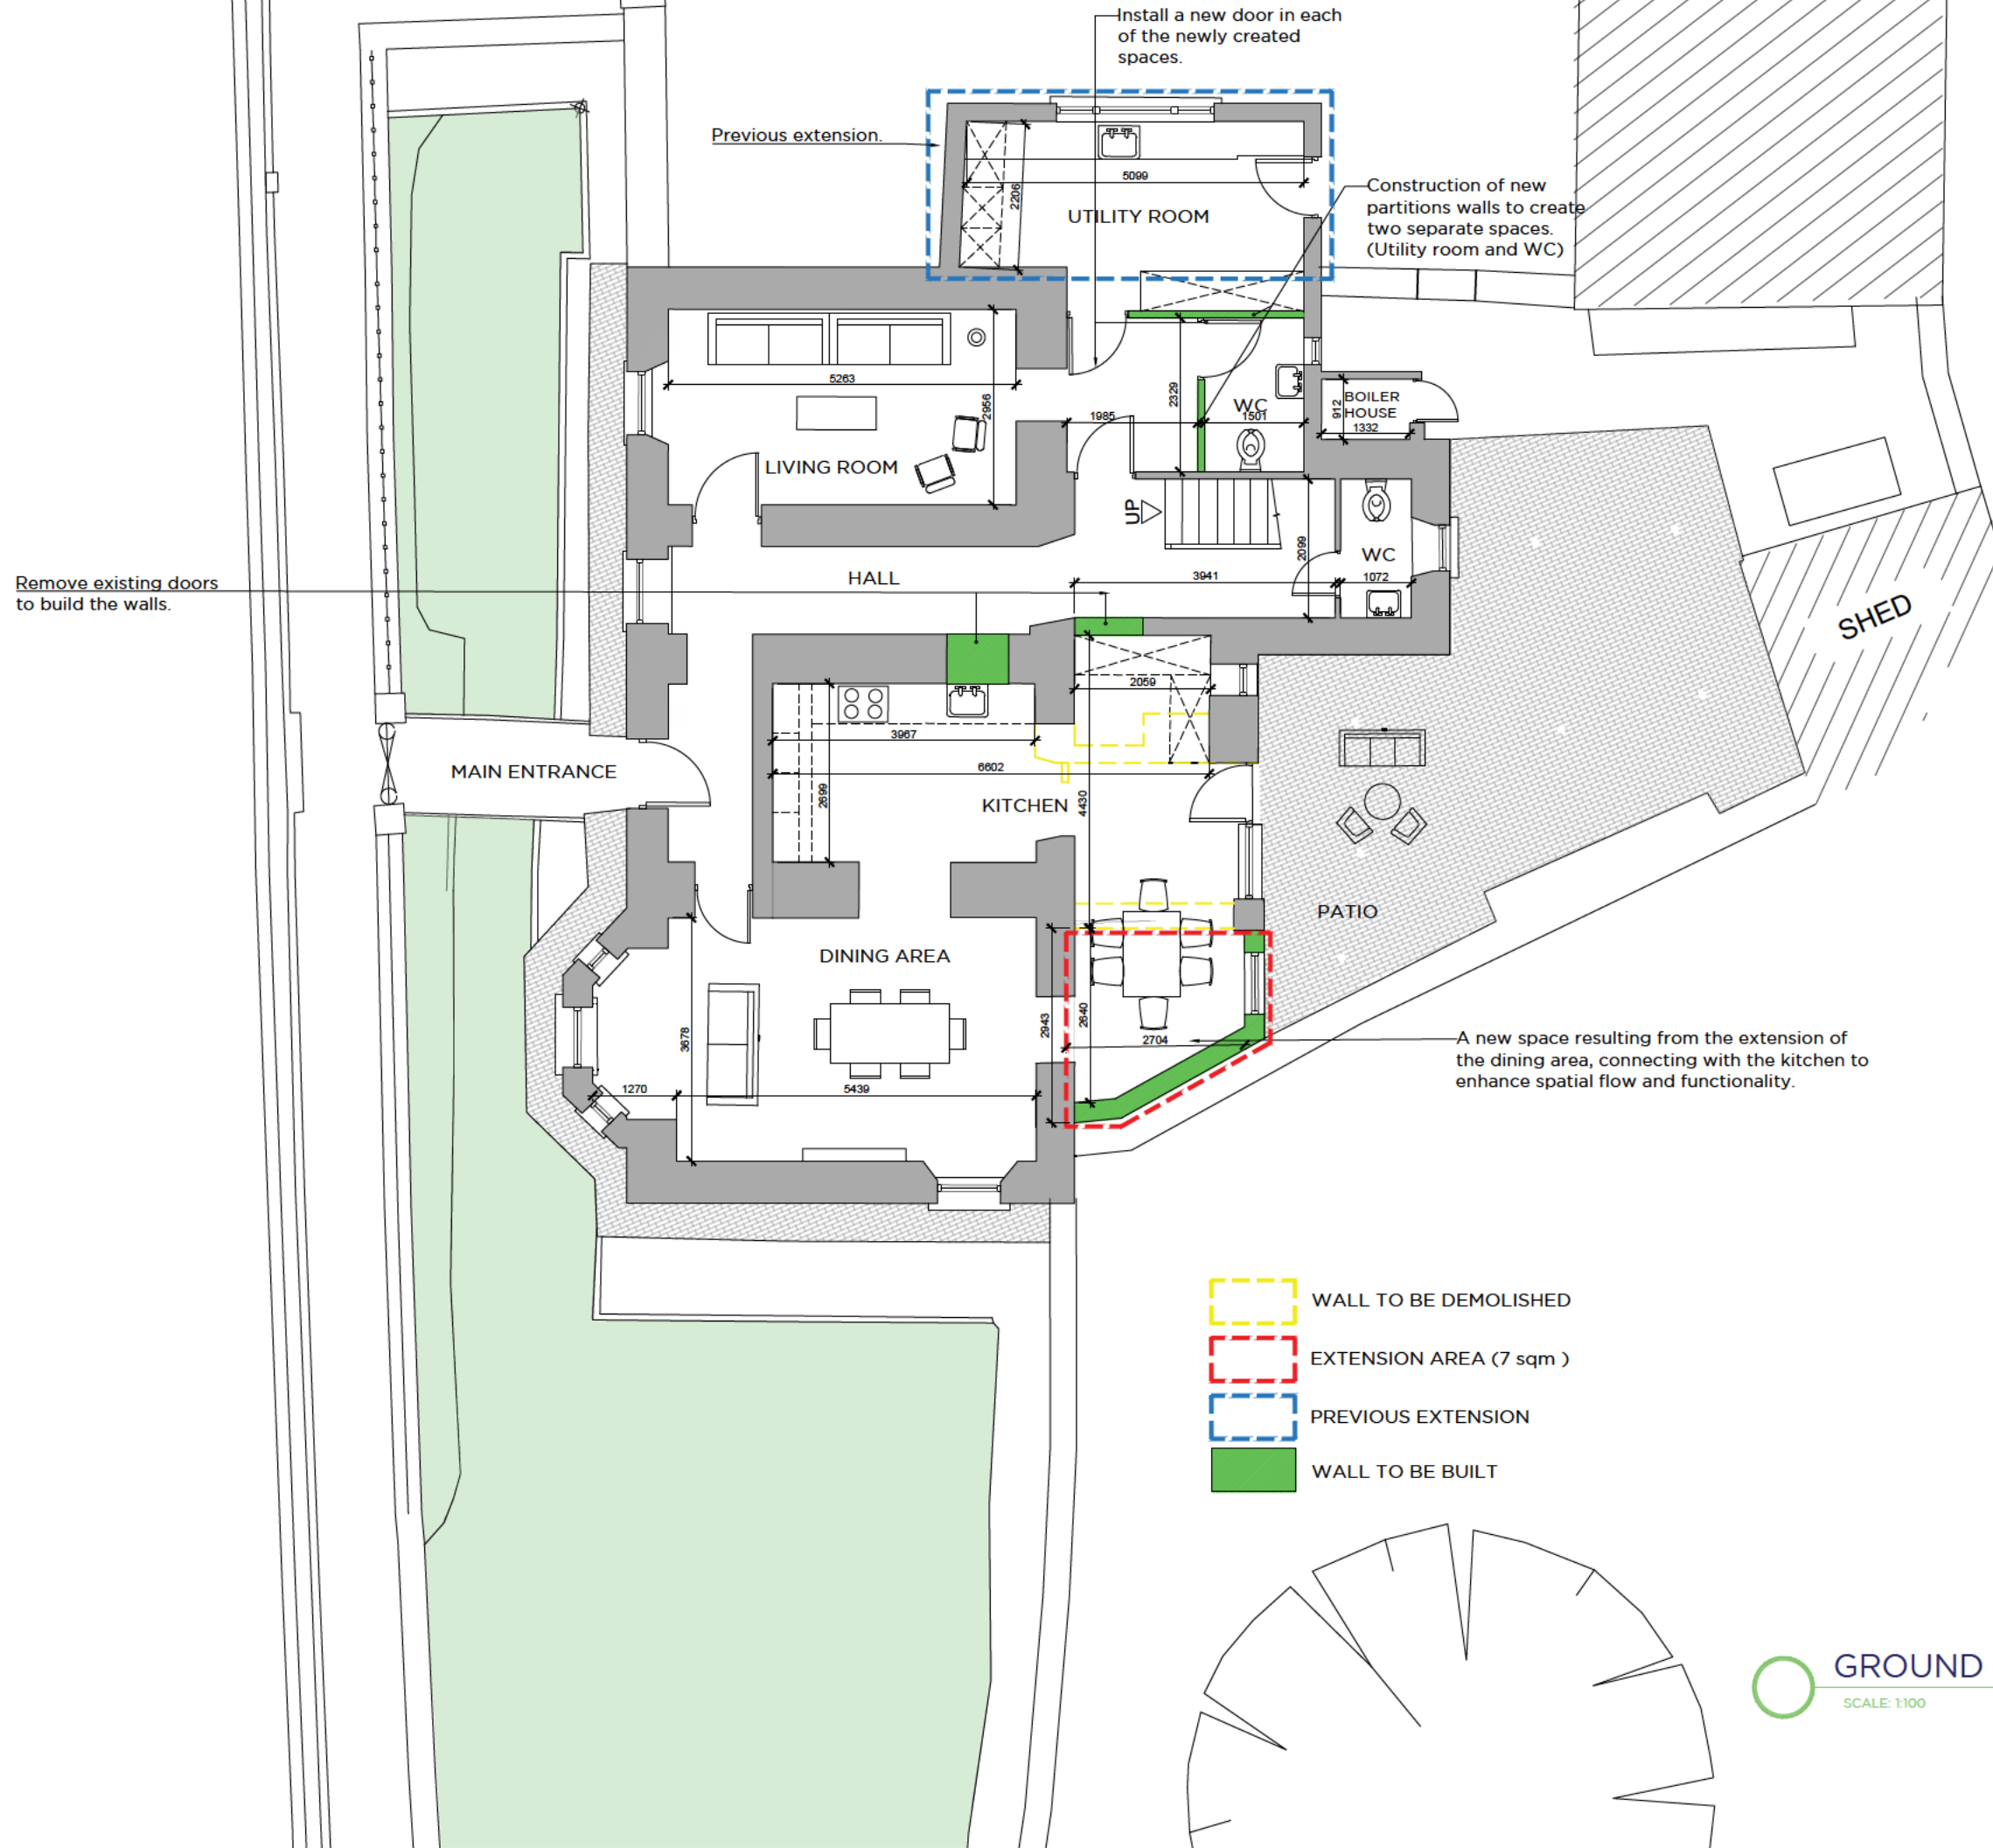 Install a new door in each
of the newly created
spaces.
Previous extension.
5099
2206
UTILITY ROOM
Construction of new
partitions walls to create
two separate spaces.
(Utility room and WC)
5263
2956
LIVING ROOM
2329
1985
WC
1501
BOILER
HOUSE
912
1332
UP
2099
WC
1072
3941
HALL
Remove existing doors
to build the walls.
SHED
2059
3967
6602
2699
KITCHEN
4430
MAIN ENTRANCE
PATIO
DINING AREA
3678
2943
2640
2704
1270
5439
A new space resulting from the extension of
the dining area, connecting with the kitchen to
enhance spatial flow and functionality.
WALL TO BE DEMOLISHED
EXTENSION AREA (7 sqm )
PREVIOUS EXTENSION
WALL TO BE BUILT
GROUND
SCALE: 1:100